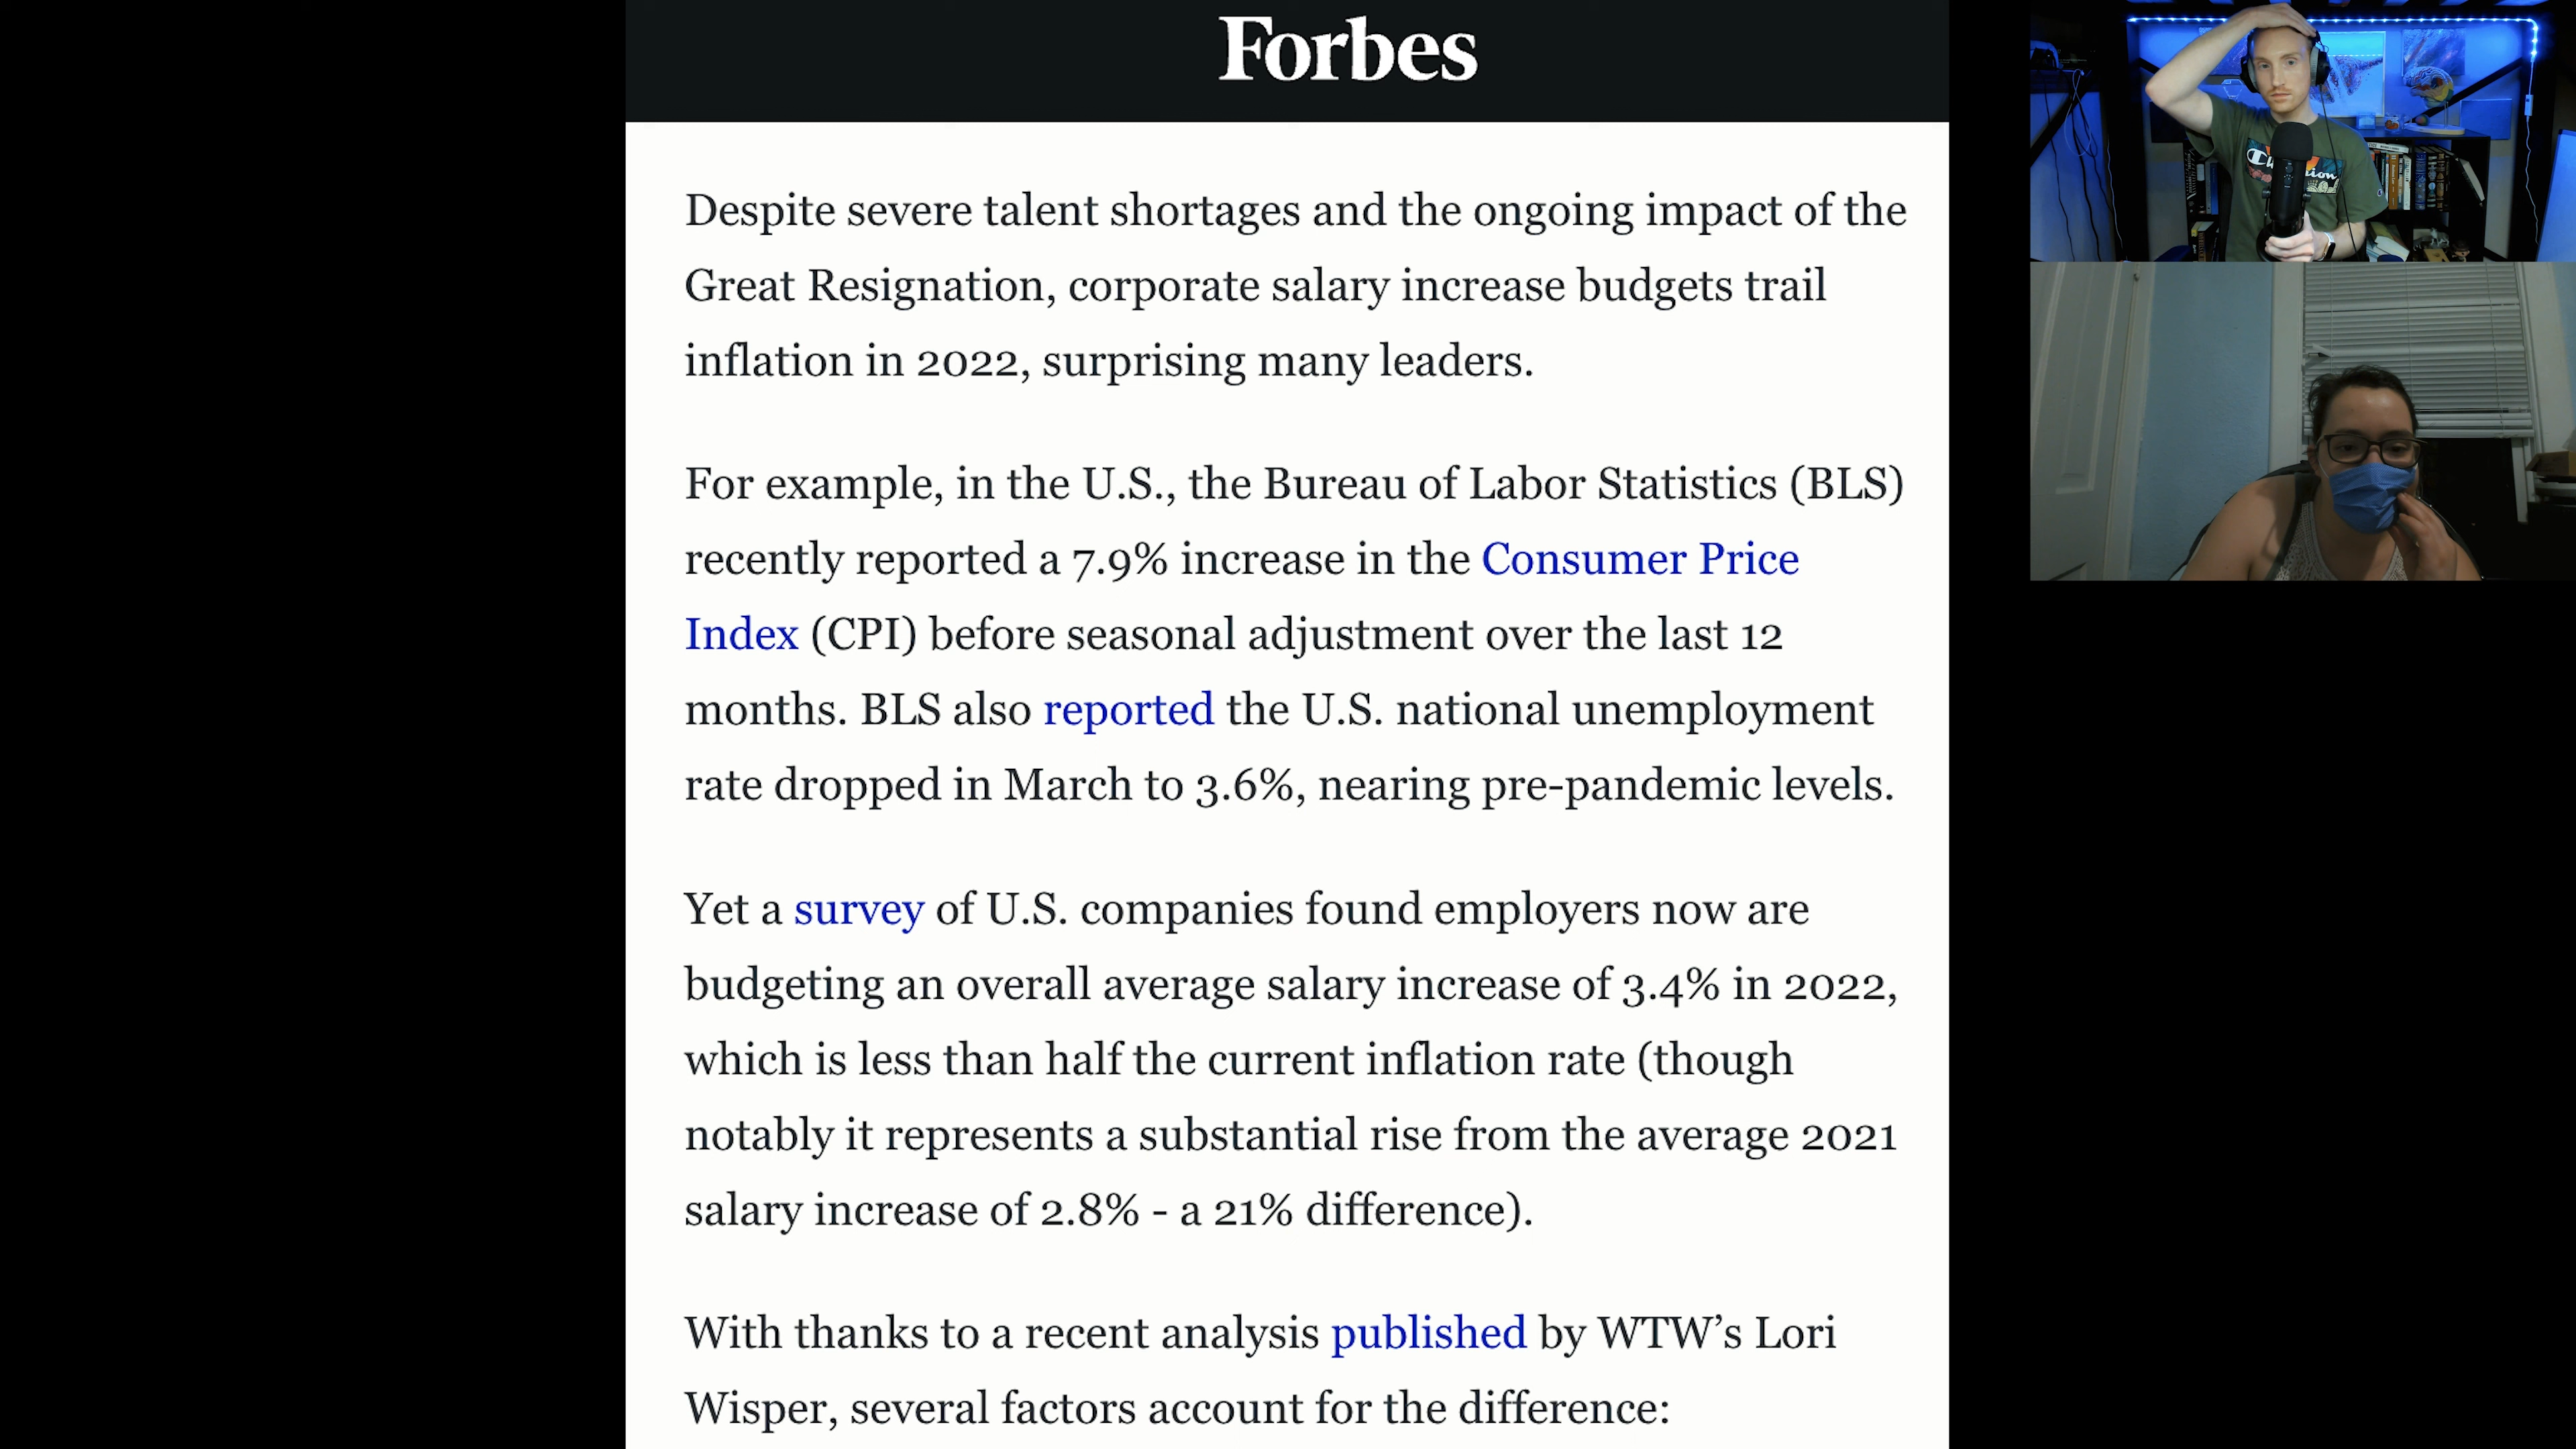 Forbes
Despite severe talent shortages and the ongoing impact of the
Great Resignation, corporate salary increase budgets trail
inflation in 2022, surprising many leaders.
For example, in the U.S., the Bureau of Labor Statistics (BLS)
recently reported a 7.9% increase in the Consumer Price
Index (CPI) before seasonal adjustment over the last 12
months. BLS also reported the U.S. national unemployment
rate dropped in March to 3.6%, nearing pre-pandemic levels.
Yet a survey of U.S. companies found employers now are
budgeting an overall average salary increase of 3.4% in 2022,
which is less than half the current inflation rate (though
notably it represents a substantial rise from the average 2021
salary increase of 2.8% - a 21% difference).
With thanks to a recent analysis published by WTW’s Lori
Wisper, several factors account for the difference: